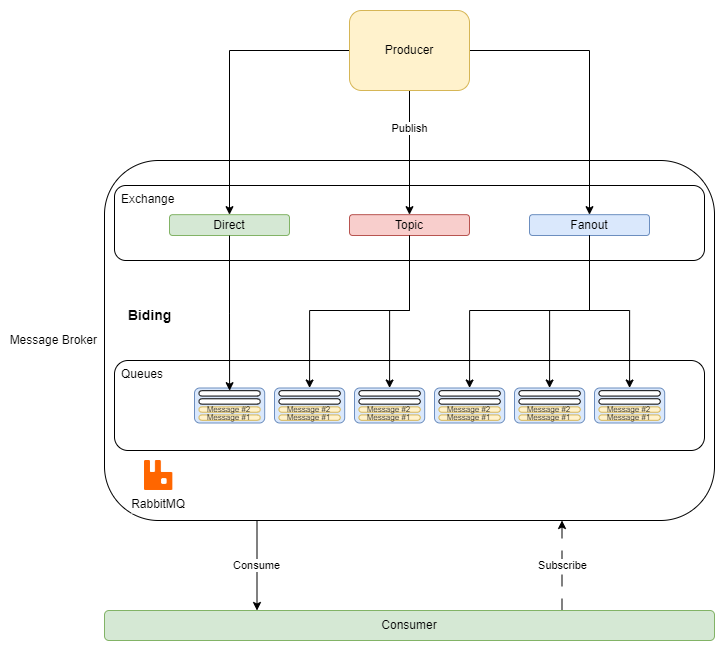 Producer
Publish
Exchange
Direct
Topic
Fanout
Biding
Message Broker
Queues
Message #2
Message #1
Message #2
Message #1
Message #2
Message #1
Message #2
Message #1
Message #2
Message #1
Message #2
Message #1
RabbitMQ
Consume
Subscribe
Consumer